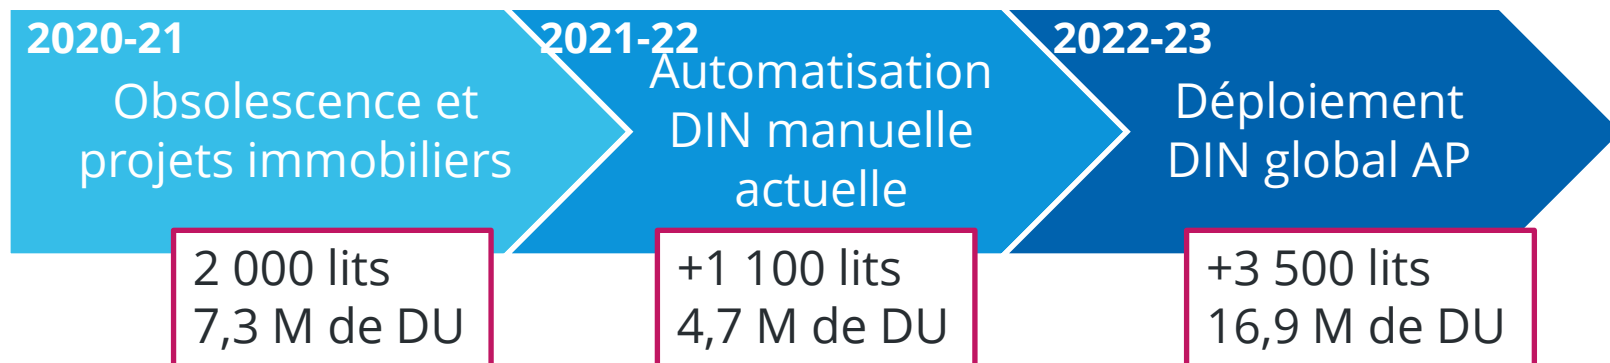 2020-21
Obsolescence et
projets immobiliers
2 000 lits
7,3 M de DU
2021-22
Automatisation
DIN manuelle
actuelle
+1 100 lits
4,7 M de DU
2022-23
Déploiement
DIN global AP
+3 500 lits
16,9 M de DU